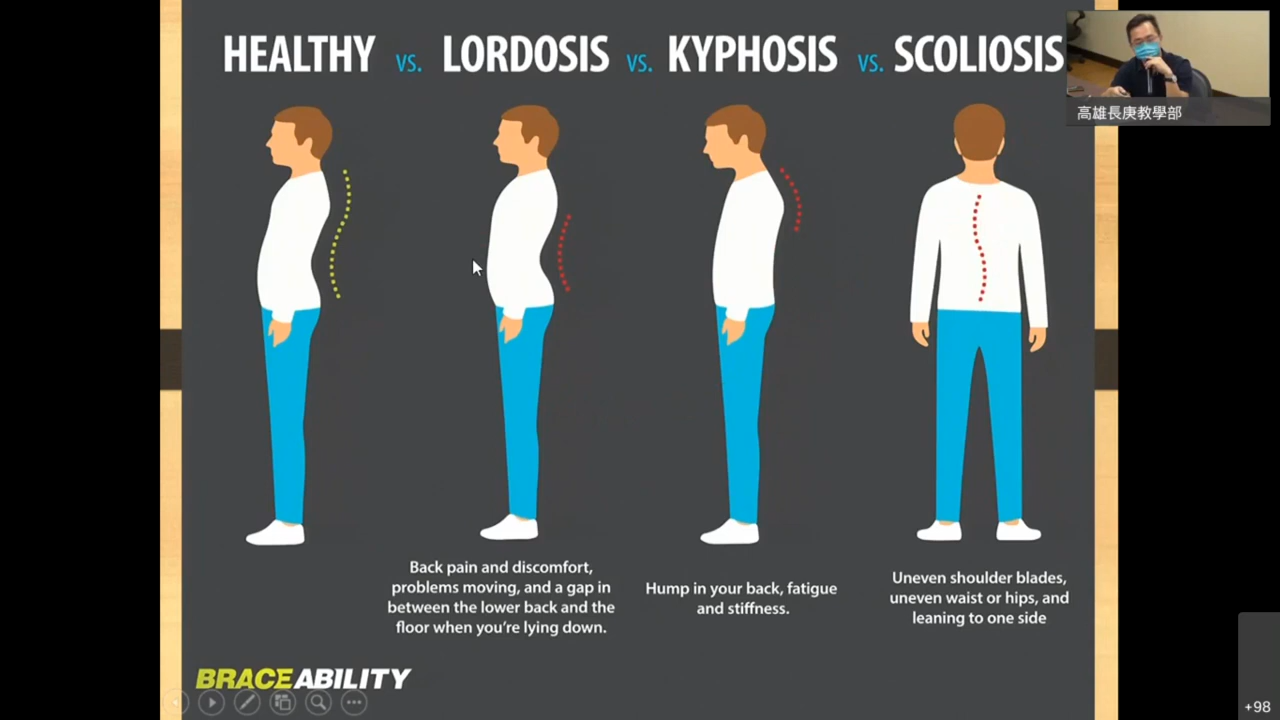 HEALTHY vs. LORDOSIS vs. KYPHOSIS vs. SCOLIOSIS
高雄長庚教學部
Back pain and discomfort,
problems moving, and a gap in
between the lower back and the
floor when you're lying down.
Hump in your back, fatigue
and stiffness.
Uneven shoulder blades,
uneven waist or hips, and
leaning to one side
BRACEABILITY
+98